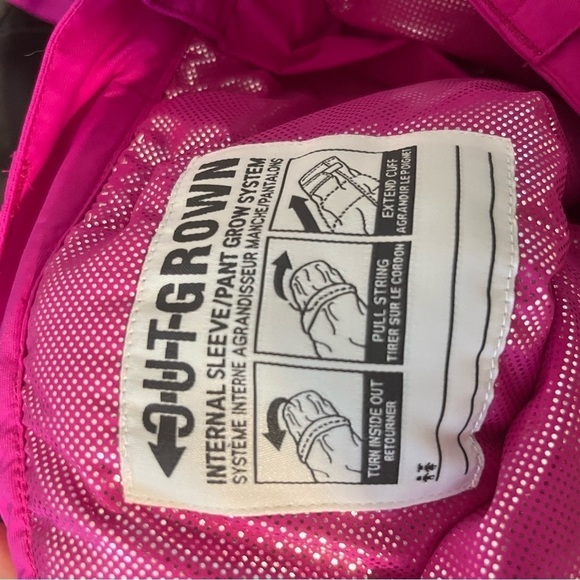 O-U-T-GROWN
INTERNAL SLEEVE/PANT GROW SYSTEM
SYSTÈME INTERNE AGRANDISSEUR MANCHE/PANTALONS
TURN INSIDE OUT
RETOURNER
PULL STRING
TIRER SUR LE CORDON
EXTEND CUFF
AGRANDIR LE POIGNET